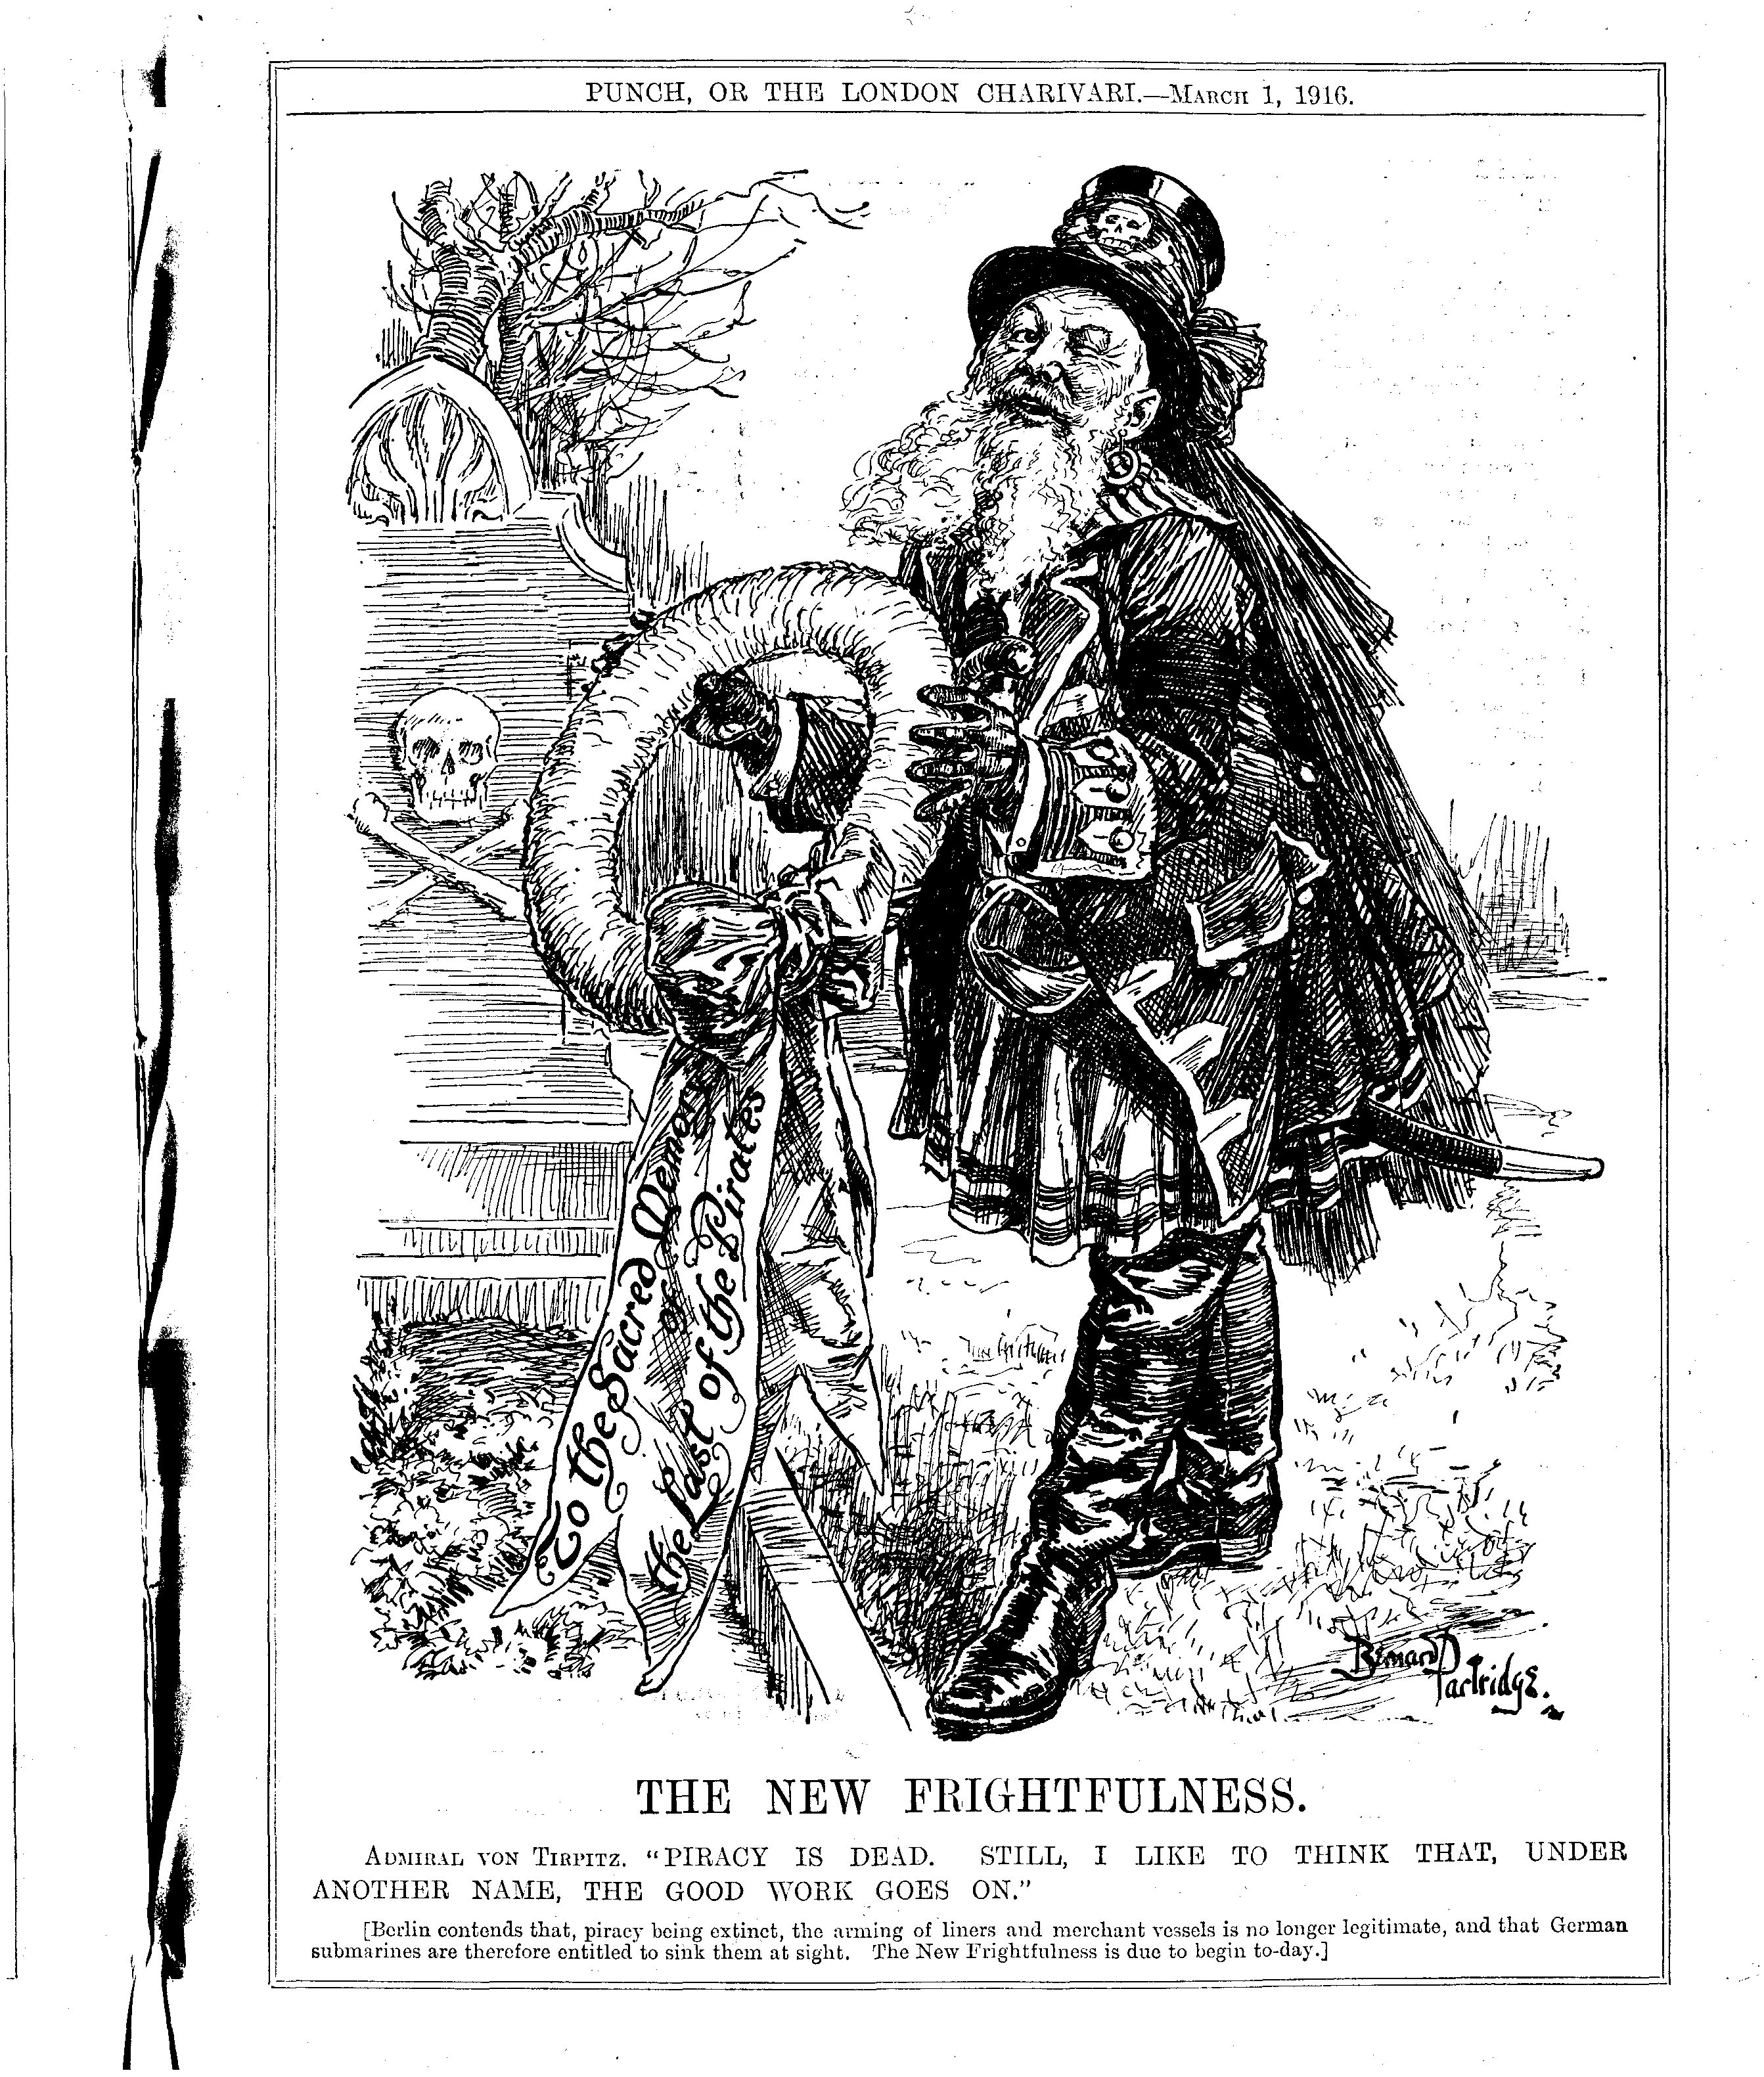 PUNCH, OR THE LONDON CHARIVARI.—MARCH 1, 1916.
To the Sacred Memory
of
the Last of the Pirates
Bernard
Partridge.
THE NEW FRIGHTFULNESS.
ADMIRAL VON TIRPITZ. "PIRACY IS DEAD. STILL, I LIKE TO THINK THAT, UNDER
ANOTHER NAME, THE GOOD WORK GOES ON."
[Berlin contends that, piracy being extinct, the arming of liners and merchant vessels is no longer legitimate, and that German
submarines are therefore entitled to sink them at sight. The New Frightfulness is due to begin to-day.]